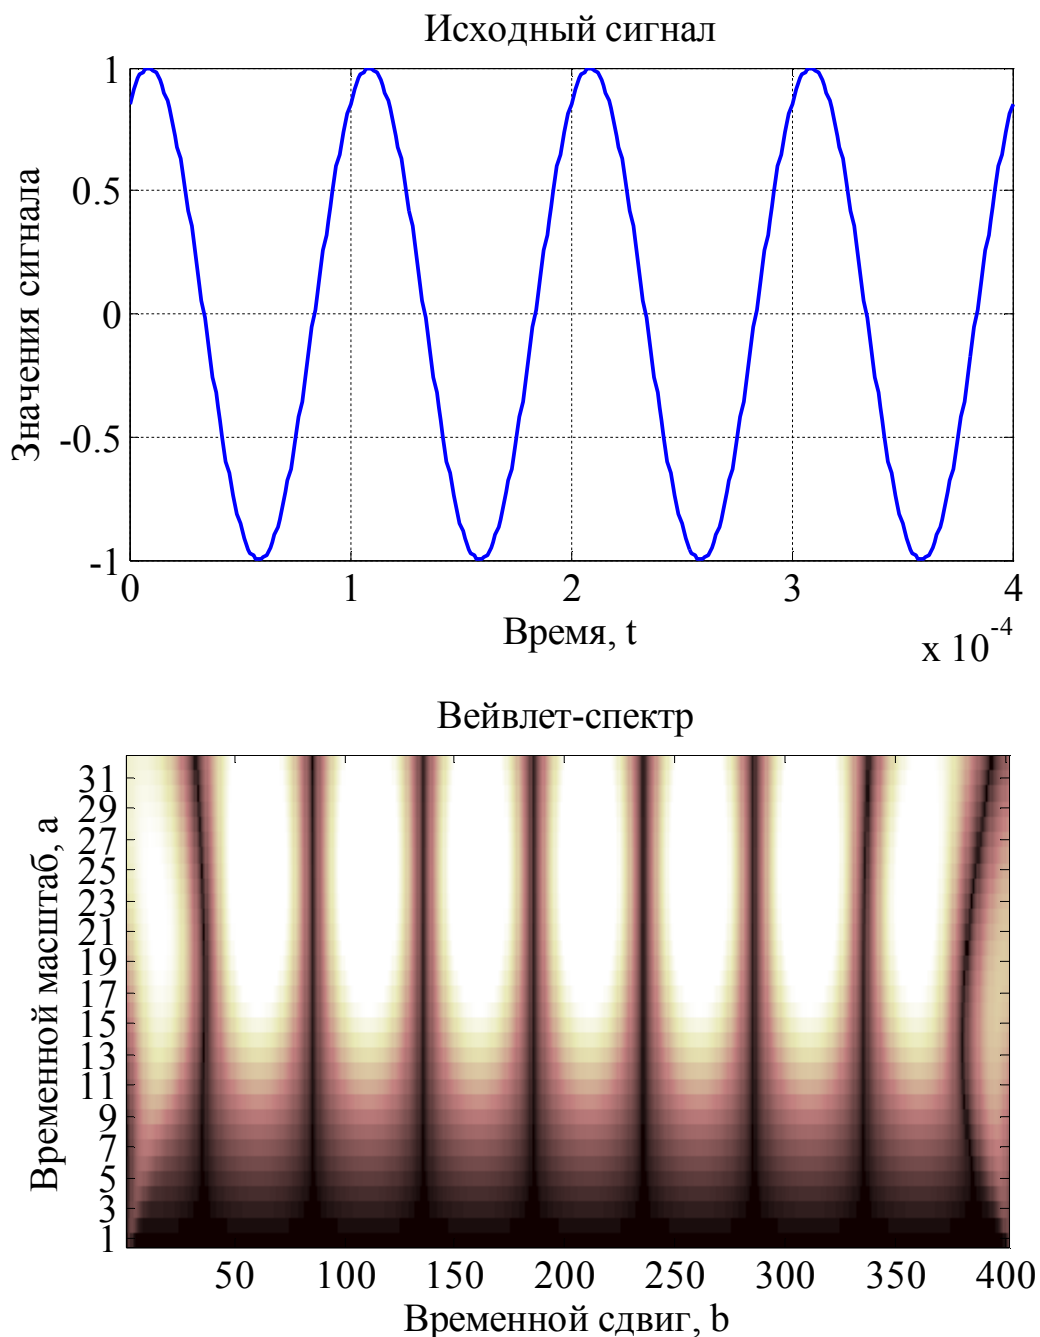 Исходный сигнал
Значения сигнала
1
0.5
0
-0.5
-1
0 1 2 3 4
Время, t
x 10^-4
Вейвлет-спектр
Временной масштаб, a
31
29
27
25
23
21
19
17
15
13
11
9
7
5
3
1
50 100 150 200 250 300 350 400
Временной сдвиг, b